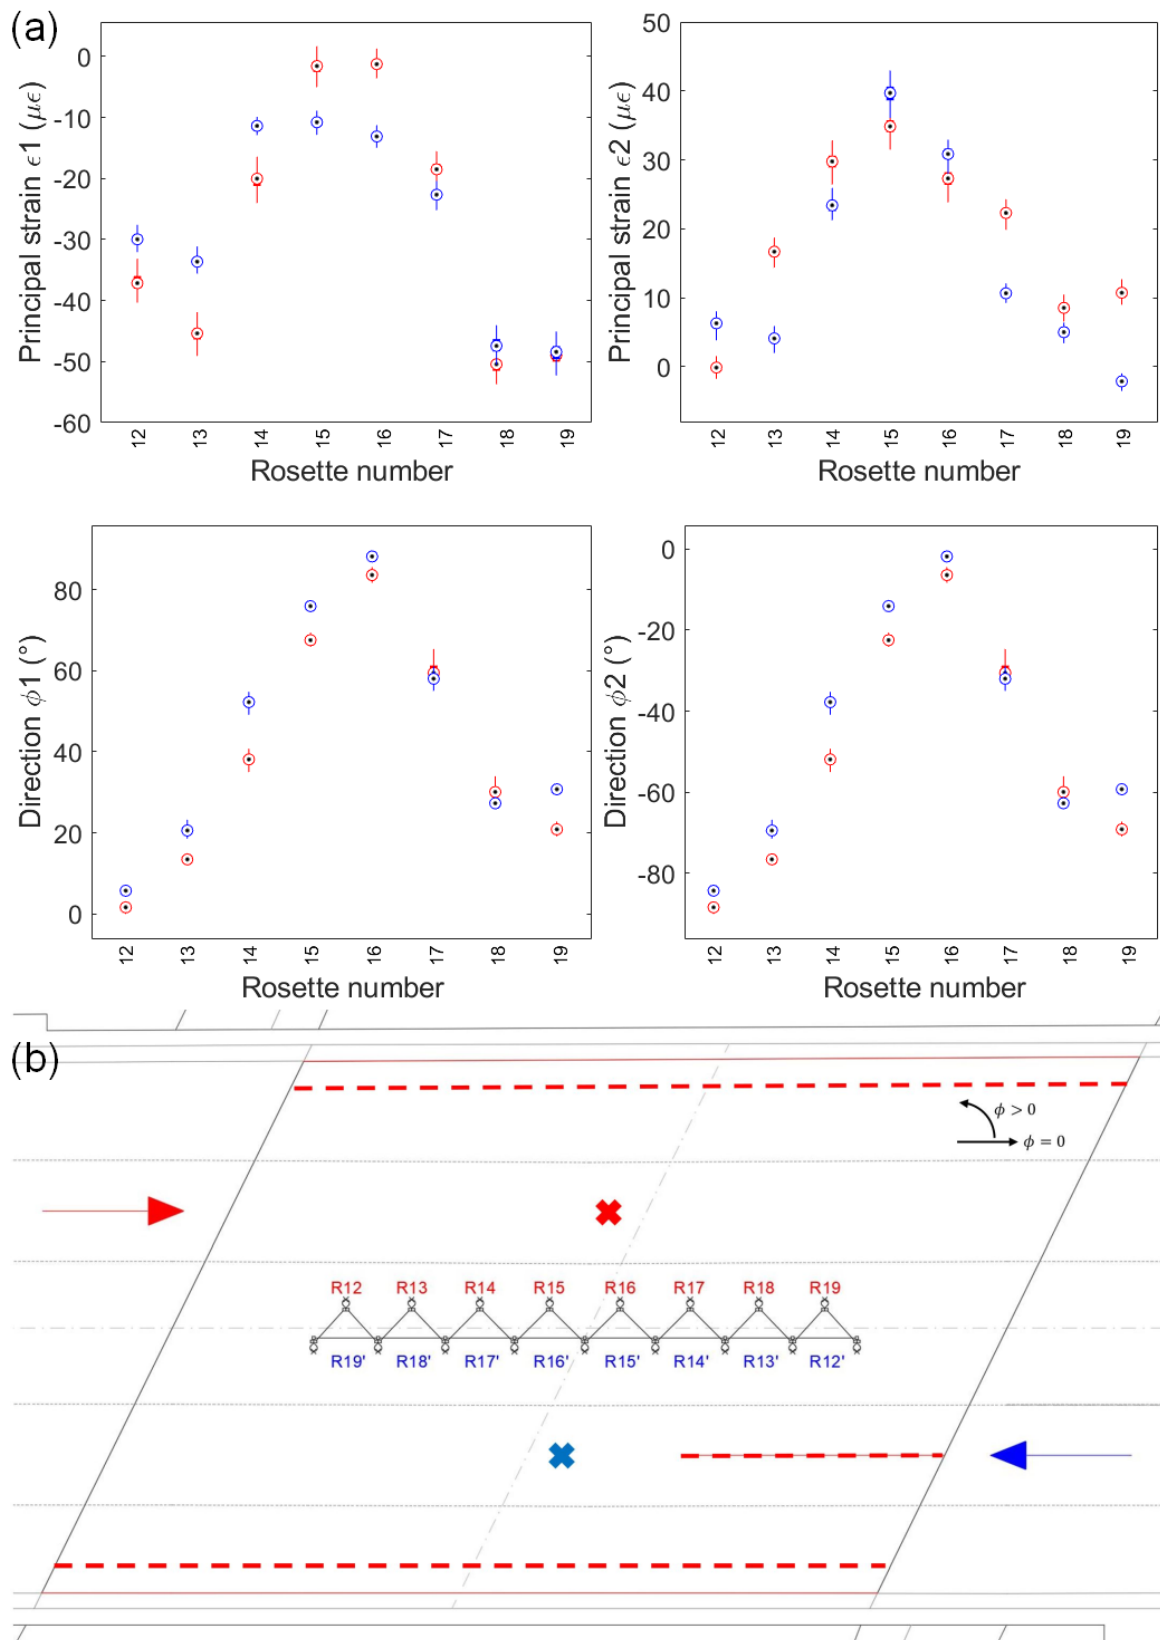 (a)
Principal strain ϵ1 (μϵ)
0
-10
-20
-30
-40
-50
-60
12 13 14 15 16 17 18 19
Rosette number
Principal strain ϵ2 (μϵ)
50
40
30
20
10
0
12 13 14 15 16 17 18 19
Rosette number
Direction ϕ1 (°)
80
60
40
20
0
12 13 14 15 16 17 18 19
Rosette number
Direction ϕ2 (°)
0
-20
-40
-60
-80
12 13 14 15 16 17 18 19
Rosette number
(b)
ϕ > 0
ϕ = 0
R12 R13 R14 R15 R16 R17 R18 R19
R19' R18' R17' R16' R15' R14' R13' R12'